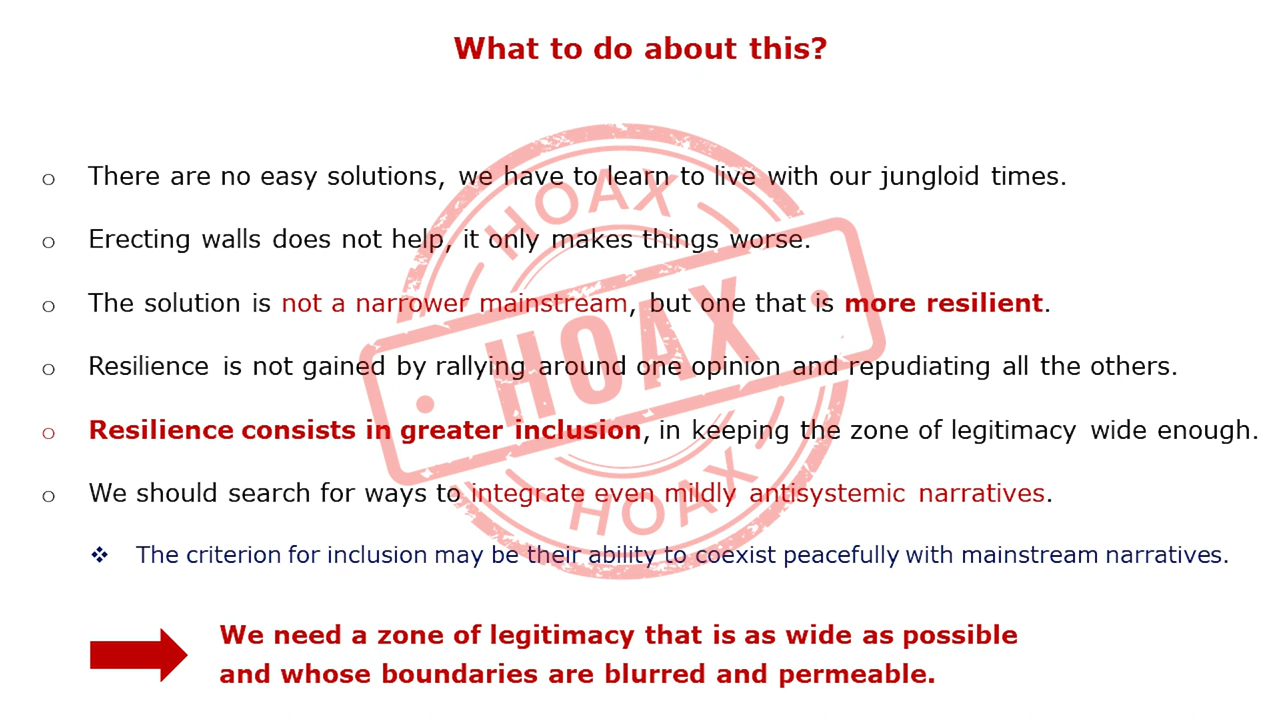 What to do about this?
There are no easy solutions, we have to learn to live with our jungloid times.
Erecting walls does not help, it only makes things worse.
The solution is not a narrower mainstream, but one that is more resilient.
Resilience is not gained by rallying around one opinion and repudiating all the others.
Resilience consists in greater inclusion, in keeping the zone of legitimacy wide enough.
We should search for ways to integrate even mildly antisystemic narratives.
The criterion for inclusion may be their ability to coexist peacefully with mainstream narratives.
We need a zone of legitimacy that is as wide as possible
and whose boundaries are blurred and permeable.
HOAX
HOAX
HOAX